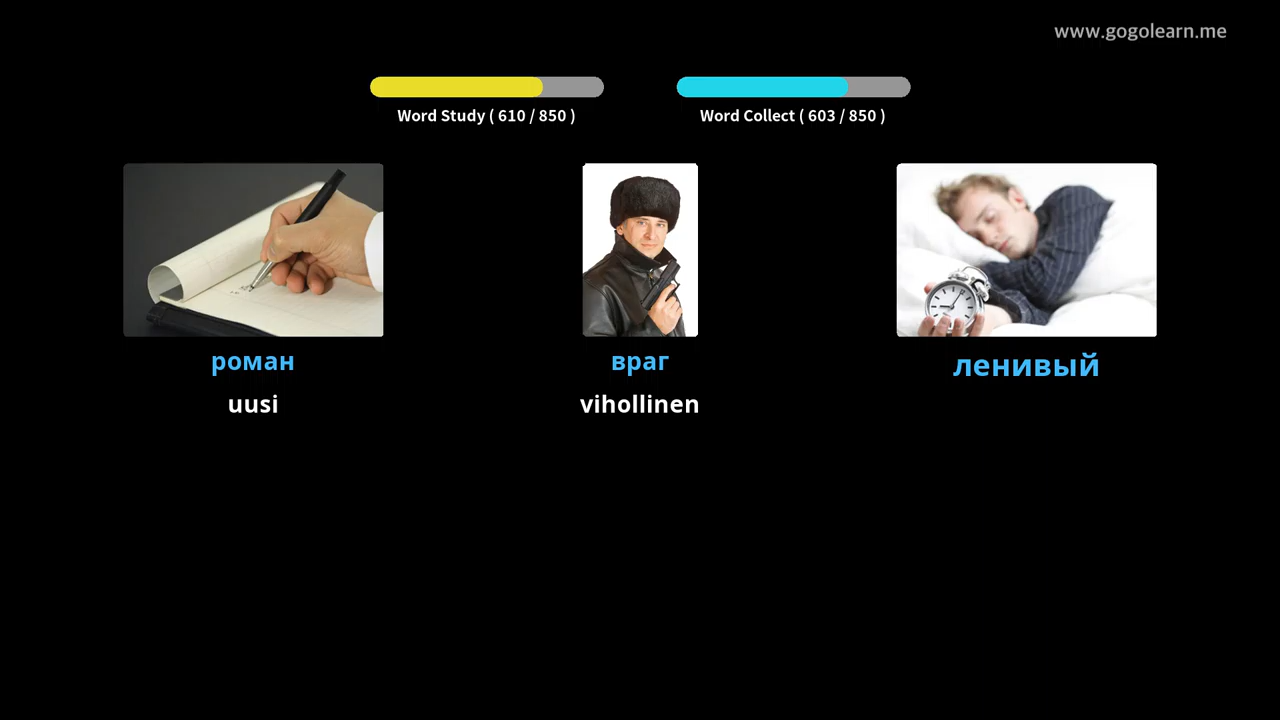 www.gogolearn.me
Word Study ( 610 / 850 )
Word Collect ( 603 / 850 )
роман
враг
ленивый
uusi
vihollinen